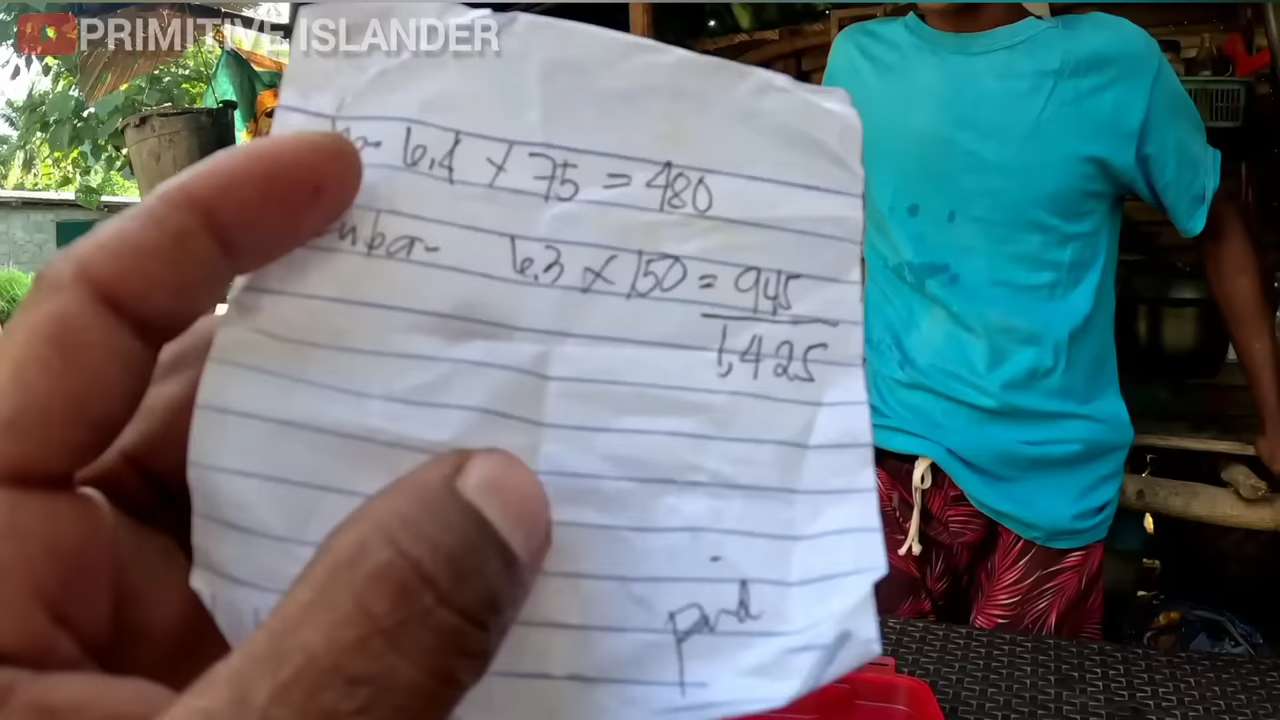 PRIMITIVE ISLANDER
6.4 x 75 = 480
6.3 x 150 = 945
1,425
paid